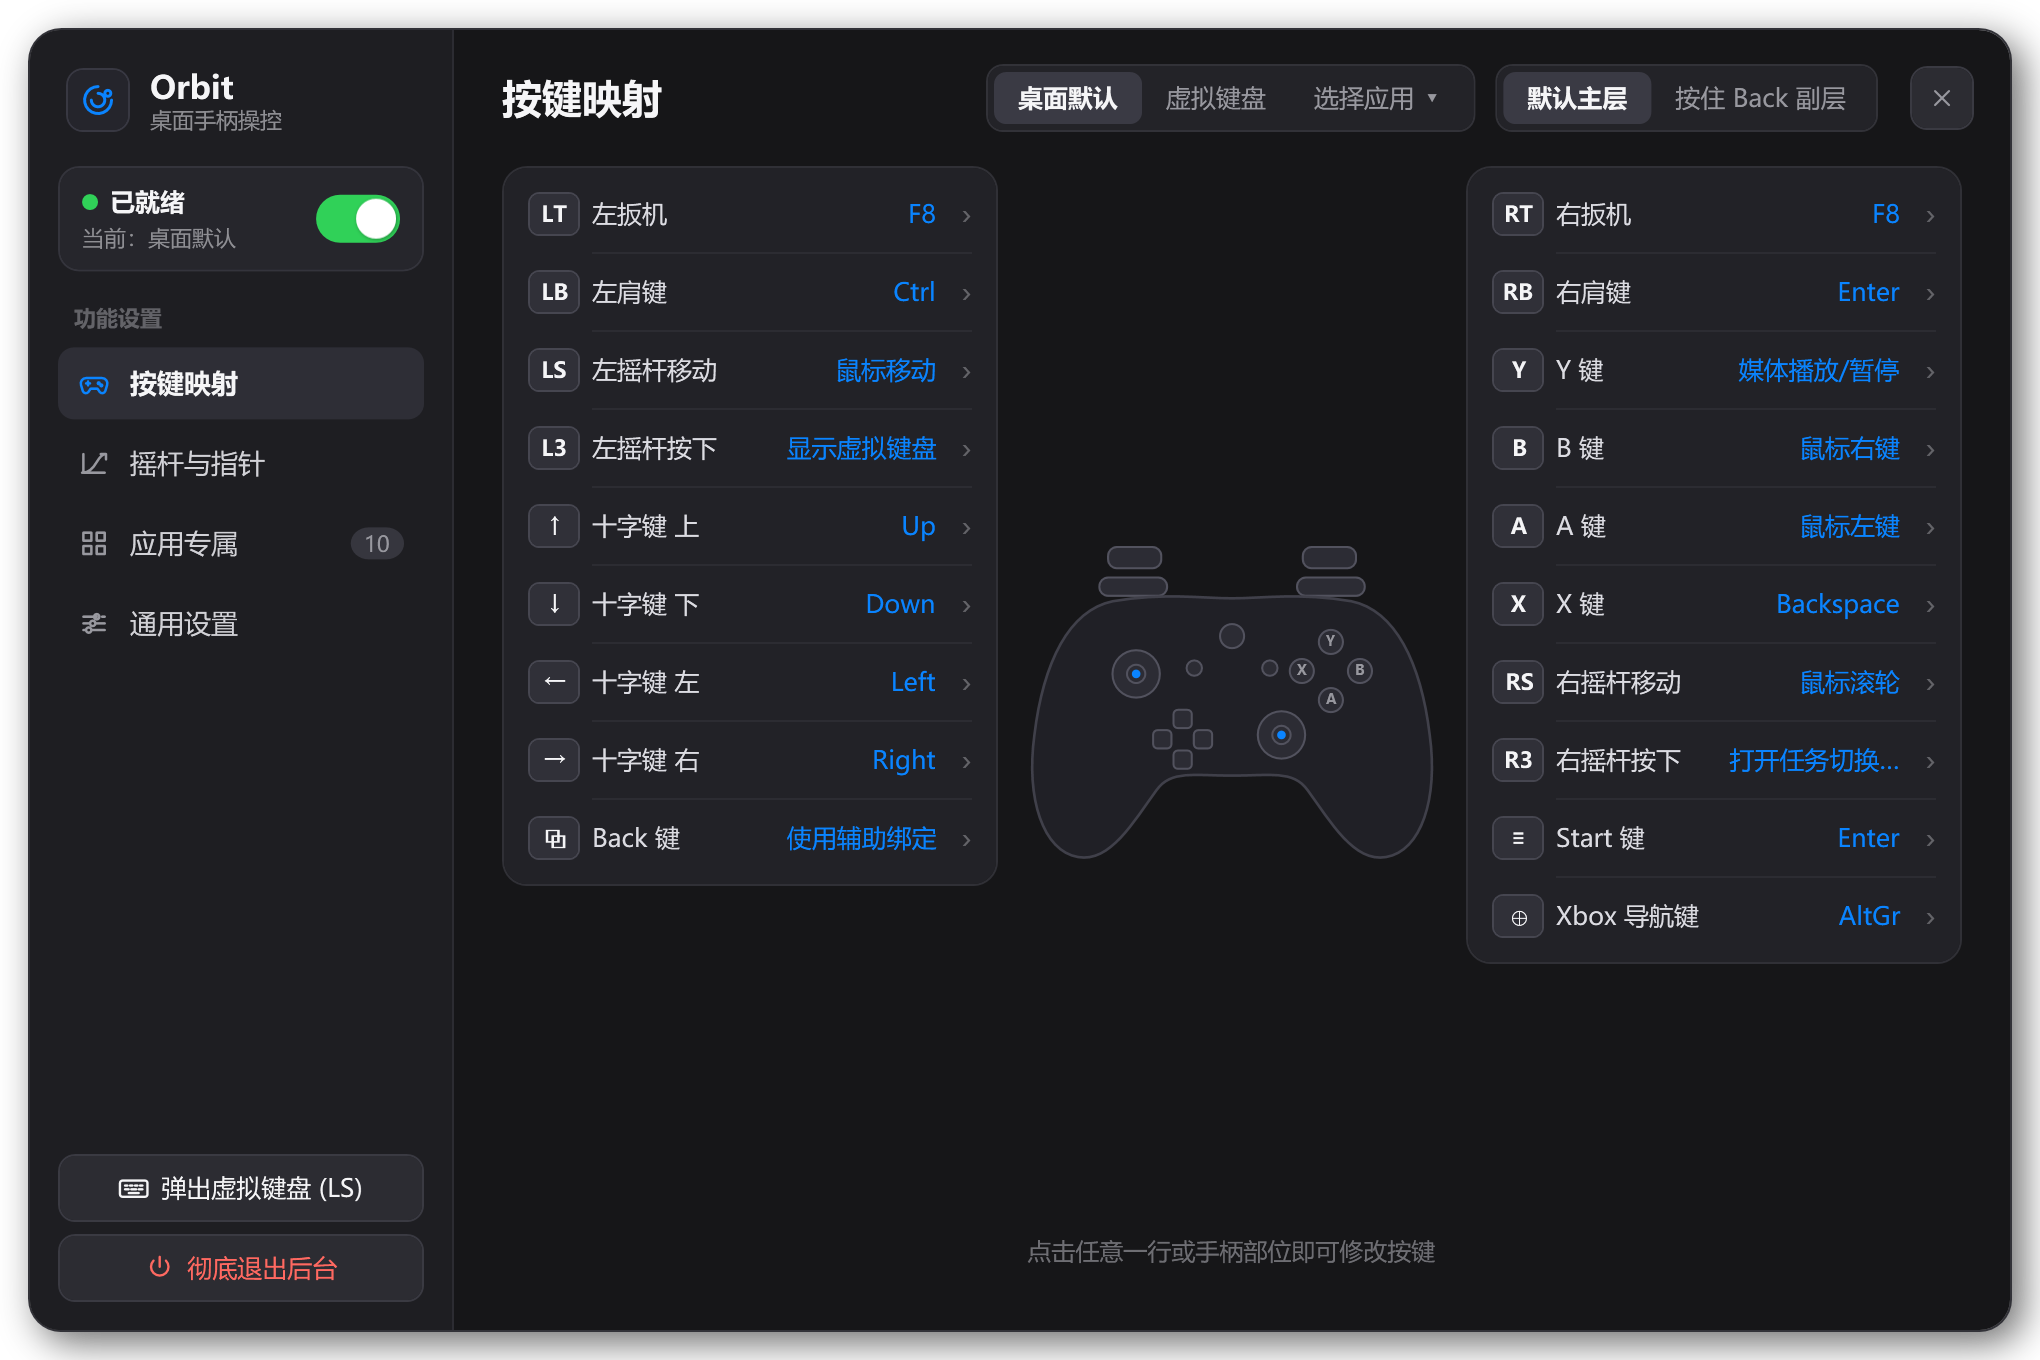 Orbit
桌面手柄操控
已就绪
当前：桌面默认
功能设置
按键映射
摇杆与指针
应用专属 10
通用设置
弹出虚拟键盘 (LS)
彻底退出后台
按键映射
桌面默认 虚拟键盘 选择应用 ▼
默认主层 按住 Back 副层
LT 左扳机 F8
LB 左肩键 Ctrl
LS 左摇杆移动 鼠标移动
L3 左摇杆按下 显示虚拟键盘
↑ 十字键 上 Up
↓ 十字键 下 Down
← 十字键 左 Left
→ 十字键 右 Right
Back 键 使用辅助绑定
Y
X B
A
RT 右扳机 F8
RB 右肩键 Enter
Y Y 键 媒体播放/暂停
B B 键 鼠标右键
A A 键 鼠标左键
X X 键 Backspace
RS 右摇杆移动 鼠标滚轮
R3 右摇杆按下 打开任务切换...
≡ Start 键 Enter
⊕ Xbox 导航键 AltGr
点击任意一行或手柄部位即可修改按键